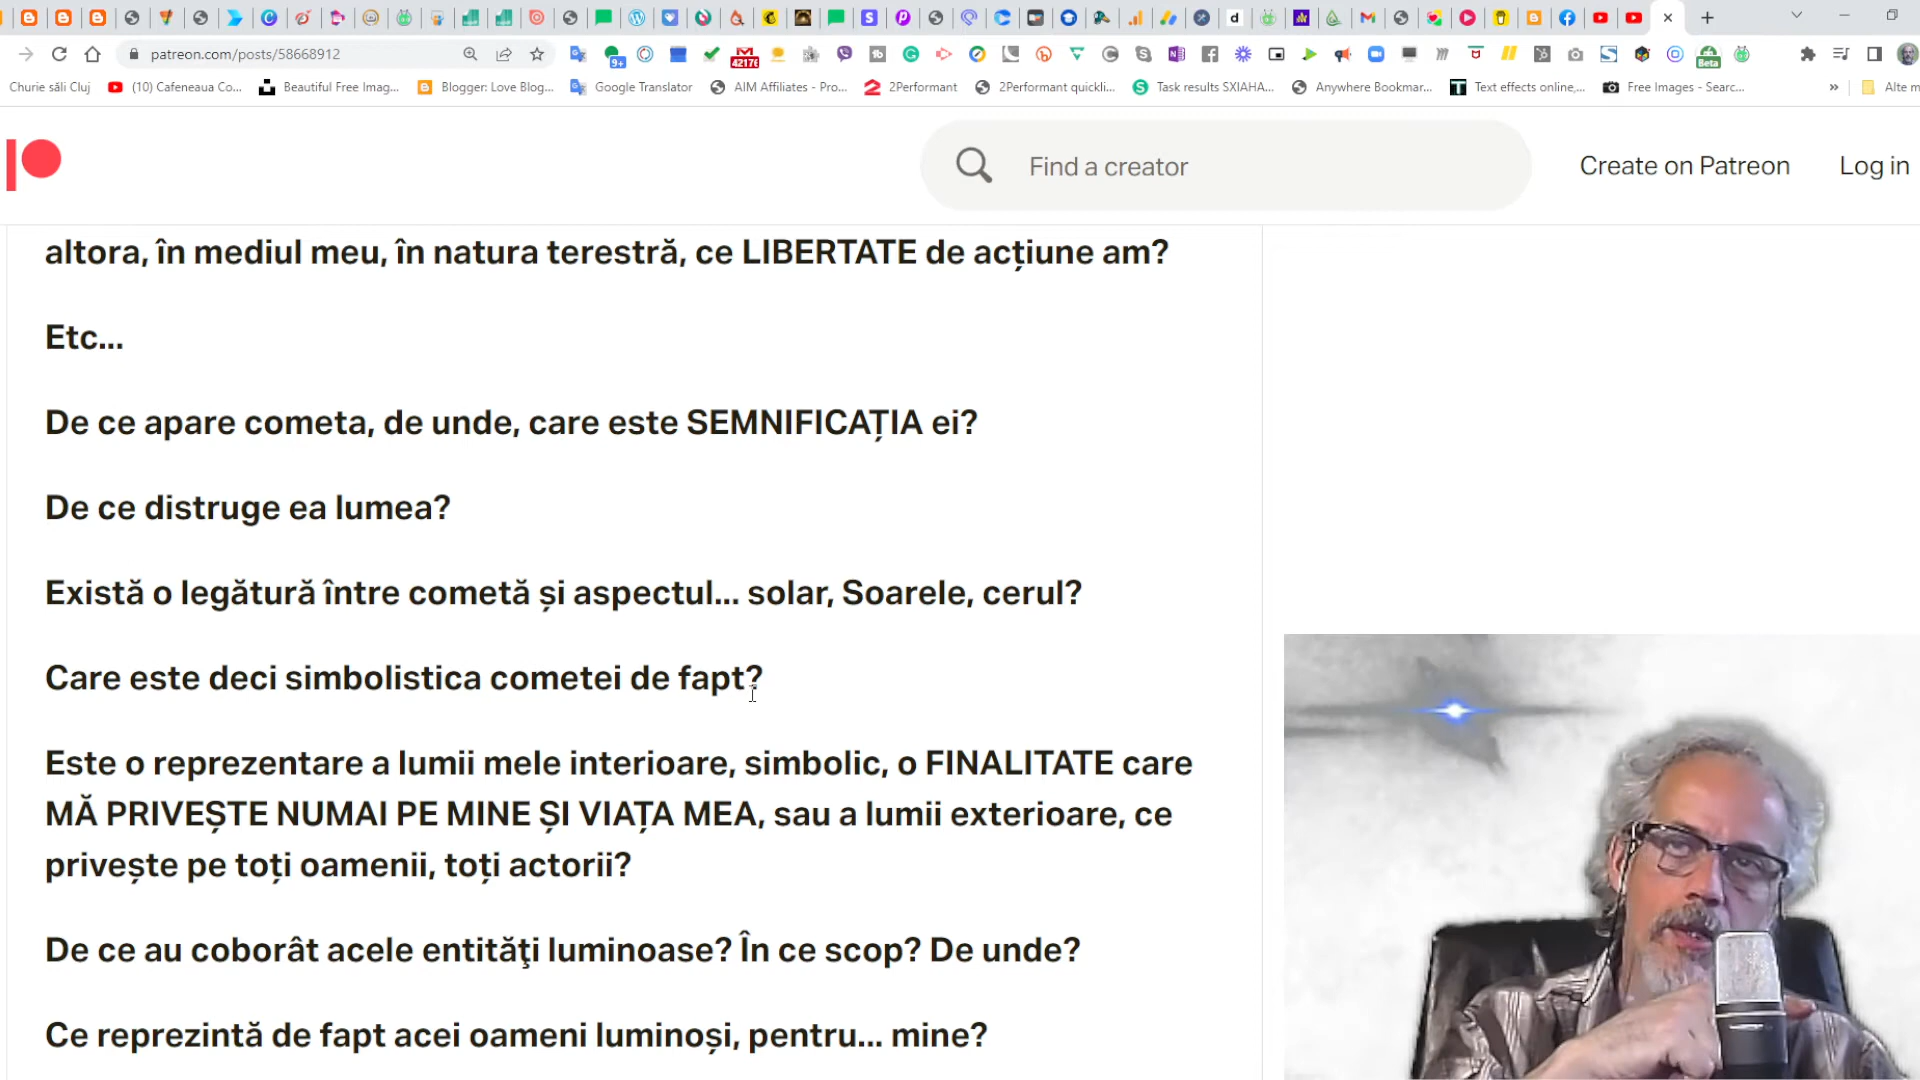 patreon.com/posts/58668912
9+
42176
Beta
Churie săli Cluj
(10) Cafeneaua Co...
Beautiful Free Imag...
Blogger: Love Blog...
Google Translator
AIM Affiliates - Pro...
2Performant
2Performant quickli...
Task results SXIAHA...
Anywhere Bookmar...
Text effects online,...
Free Images - Searc...
»
Alte m
Find a creator
Create on Patreon
Log in
altora, în mediul meu, în natura terestră, ce LIBERTATE de acțiune am?
Etc...
De ce apare cometa, de unde, care este SEMNIFICAȚIA ei?
De ce distruge ea lumea?
Există o legătură între cometă și aspectul... solar, Soarele, cerul?
Care este deci simbolistica cometei de fapt?
Este o reprezentare a lumii mele interioare, simbolic, o FINALITATE care
MĂ PRIVEȘTE NUMAI PE MINE ȘI VIAȚA MEA, sau a lumii exterioare, ce
privește pe toți oamenii, toți actorii?
De ce au coborât acele entităţi luminoase? În ce scop? De unde?
Ce reprezintă de fapt acei oameni luminoși, pentru... mine?